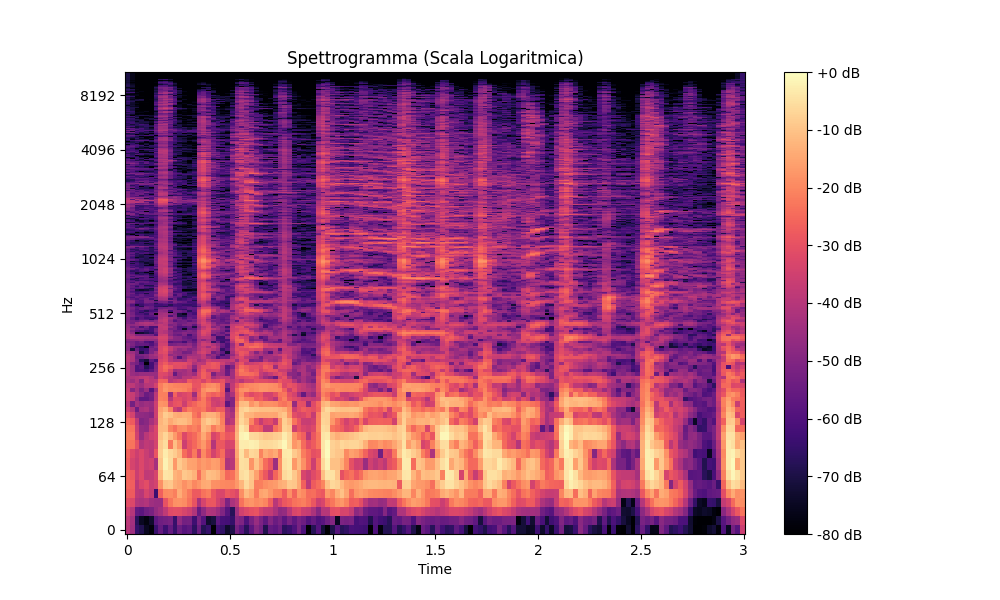 Spettrogramma (Scala Logaritmica)
Hz
8192
4096
2048
1024
512
256
128
64
0
0 0.5 1 1.5 2 2.5 3
Time
+0 dB
-10 dB
-20 dB
-30 dB
-40 dB
-50 dB
-60 dB
-70 dB
-80 dB